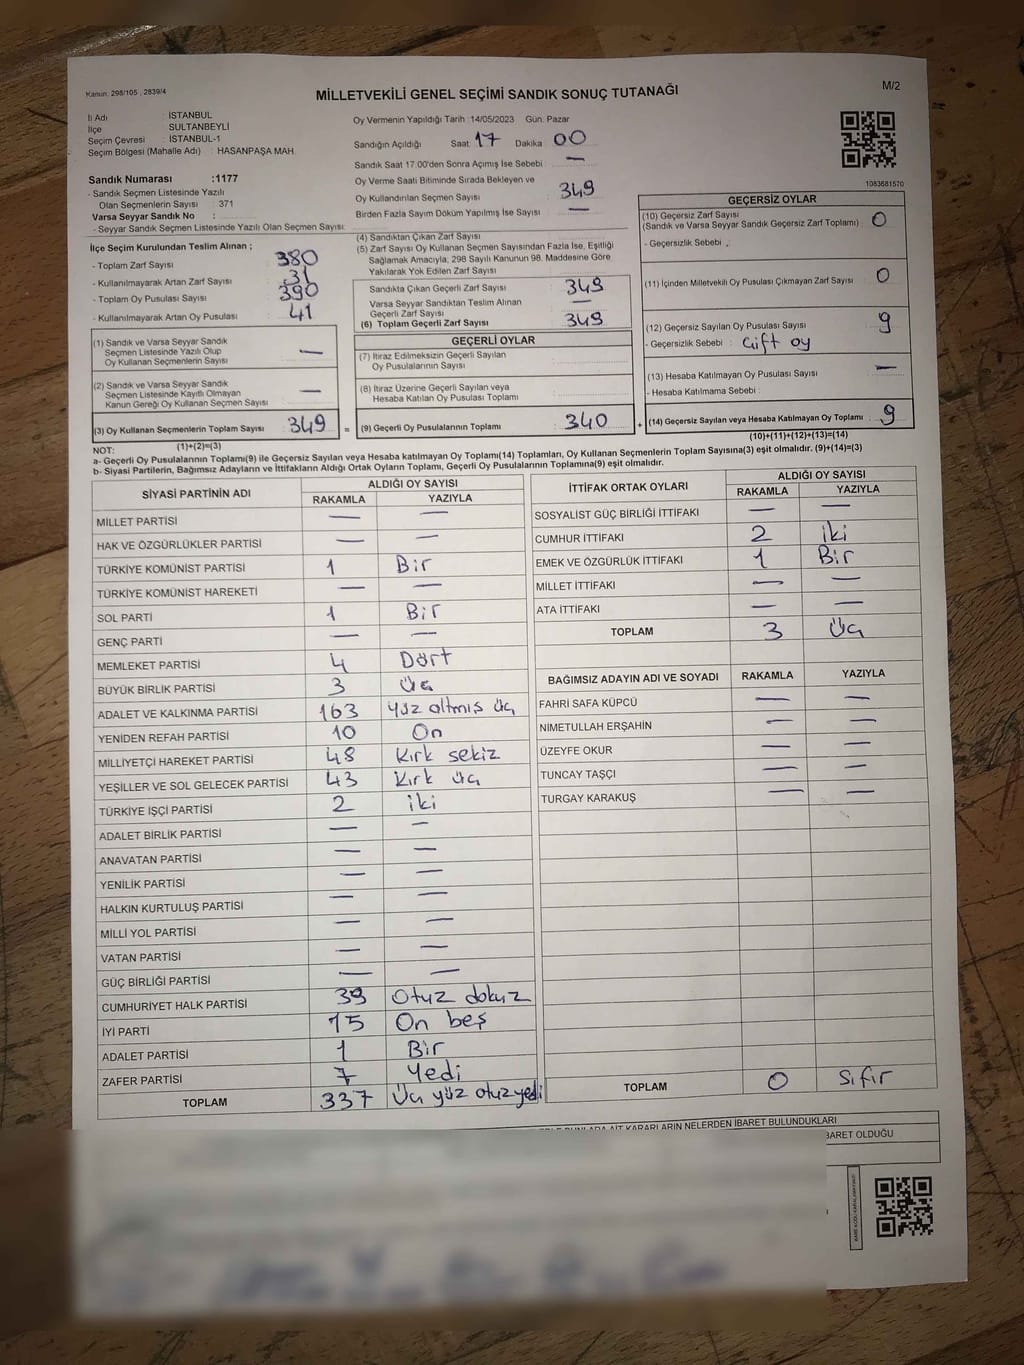 Kanun: 298/105 , 2839/4
MİLLETVEKİLİ GENEL SEÇİMİ SANDIK SONUÇ TUTANAĞI
M/2
İl Adı : İSTANBUL
İlçe : SULTANBEYLİ
Seçim Çevresi : İSTANBUL-1
Seçim Bölgesi (Mahalle Adı) : HASANPAŞA MAH.
Sandık Numarası :1177
- Sandık Seçmen Listesinde Yazılı
Olan Seçmenlerin Sayısı : 371
Varsa Seyyar Sandık No :
- Seyyar Sandık Seçmen Listesinde Yazılı Olan Seçmen Sayısı:
İlçe Seçim Kurulundan Teslim Alınan ;
- Toplam Zarf Sayısı 380
- Kullanılmayarak Artan Zarf Sayısı 31
- Toplam Oy Pusulası Sayısı 390
- Kullanılmayarak Artan Oy Pusulası 41
Oy Vermenin Yapıldığı Tarih :14/05/2023 Gün: Pazar
Sandığın Açıldığı Saat 17 Dakika 00
Sandık Saat 17:00'den Sonra Açımış İse Sebebi : —
Oy Verme Saati Bitiminde Sırada Bekleyen ve
Oy Kullandırılan Seçmen Sayısı 349
Birden Fazla Sayım Döküm Yapılmış İse Sayısı —
(4) Sandıktan Çıkan Zarf Sayısı
(5) Zarf Sayısı Oy Kullanan Seçmen Sayısından Fazla İse, Eşitliği
Sağlamak Amacıyla; 298 Sayılı Kanunun 98. Maddesine Göre
Yakılarak Yok Edilen Zarf Sayısı
Sandıkta Çıkan Geçerli Zarf Sayısı 349
Varsa Seyyar Sandıktan Teslim Alınan
Geçerli Zarf Sayısı —
(6) Toplam Geçerli Zarf Sayısı 349
1083681570
GEÇERSİZ OYLAR
(10) Geçersiz Zarf Sayısı 0
(Sandık ve Varsa Seyyar Sandık Geçersiz Zarf Toplamı)
- Geçersizlik Sebebi :
(11) İçinden Milletvekili Oy Pusulası Çıkmayan Zarf Sayısı 0
(12) Geçersiz Sayılan Oy Pusulası Sayısı 9
- Geçersizlik Sebebi : Çift oy
(13) Hesaba Katılmayan Oy Pusulası Sayısı —
- Hesaba Katılmama Sebebi :
(14) Geçersiz Sayılan veya Hesaba Katılmayan Oy Toplamı 9
(10)+(11)+(12)+(13)=(14)
(1) Sandık ve Varsa Seyyar Sandık
Seçmen Listesinde Yazılı Olup
Oy Kullanan Seçmenlerin Sayısı —
(2) Sandık ve Varsa Seyyar Sandık
Seçmen Listesinde Kayıtlı Olmayan
Kanun Gereği Oy Kullanan Seçmen Sayısı —
(3) Oy Kullanan Seçmenlerin Toplam Sayısı 349 =
(1)+(2)=(3)
GEÇERLİ OYLAR
(7) İtiraz Edilmeksizin Geçerli Sayılan
Oy Pusulalarının Sayısı
(8) İtiraz Üzerine Geçerli Sayılan veya
Hesaba Katılan Oy Pusulası Toplamı
(9) Geçerli Oy Pusulalarının Toplamı 340 +
NOT:
a- Geçerli Oy Pusulalarının Toplamı(9) ile Geçersiz Sayılan veya Hesaba katılmayan Oy Toplamı(14) Toplamları, Oy Kullanan Seçmenlerin Toplam Sayısına(3) eşit olmalıdır. (9)+(14)=(3)
b- Siyasi Partilerin, Bağımsız Adayların ve İttifakların Aldığı Ortak Oyların Toplamı, Geçerli Oy Pusulalarının Toplamına(9) eşit olmalıdır.
SİYASİ PARTİNİN ADI ALDIĞI OY SAYISI
RAKAMLA YAZIYLA
MİLLET PARTİSİ — —
HAK VE ÖZGÜRLÜKLER PARTİSİ — —
TÜRKİYE KOMÜNİST PARTİSİ 1 Bir
TÜRKİYE KOMÜNİST HAREKETİ — —
SOL PARTİ 1 Bir
GENÇ PARTİ — —
MEMLEKET PARTİSİ 4 Dört
BÜYÜK BİRLİK PARTİSİ 3 Üç
ADALET VE KALKINMA PARTİSİ 163 Yüz altmış üç
YENİDEN REFAH PARTİSİ 10 On
MİLLİYETÇİ HAREKET PARTİSİ 48 Kırk sekiz
YEŞİLLER VE SOL GELECEK PARTİSİ 43 Kırk üç
TÜRKİYE İŞÇİ PARTİSİ 2 iki
ADALET BİRLİK PARTİSİ — —
ANAVATAN PARTİSİ — —
YENİLİK PARTİSİ — —
HALKIN KURTULUŞ PARTİSİ — —
MİLLİ YOL PARTİSİ — —
VATAN PARTİSİ — —
GÜÇ BİRLİĞİ PARTİSİ — —
CUMHURİYET HALK PARTİSİ 39 Otuz dokuz
İYİ PARTİ 15 On beş
ADALET PARTİSİ 1 Bir
ZAFER PARTİSİ 7 Yedi
TOPLAM 337 Üç yüz otuz yedi
İTTİFAK ORTAK OYLARI ALDIĞI OY SAYISI
RAKAMLA YAZIYLA
SOSYALİST GÜÇ BİRLİĞİ İTTİFAKI — —
CUMHUR İTTİFAKI 2 iki
EMEK VE ÖZGÜRLÜK İTTİFAKI 1 Bir
MİLLET İTTİFAKI — —
ATA İTTİFAKI — —
TOPLAM 3 Üç
BAĞIMSIZ ADAYIN ADI VE SOYADI RAKAMLA YAZIYLA
FAHRİ SAFA KÜPCÜ — —
NİMETULLAH ERŞAHİN — —
ÜZEYFE OKUR — —
TUNCAY TAŞÇI — —
TURGAY KARAKUŞ — —
TOPLAM 0 Sıfır
AİT KARARLARIN NELERDEN İBARET BULUNDUKLARI
BARET OLDUĞU